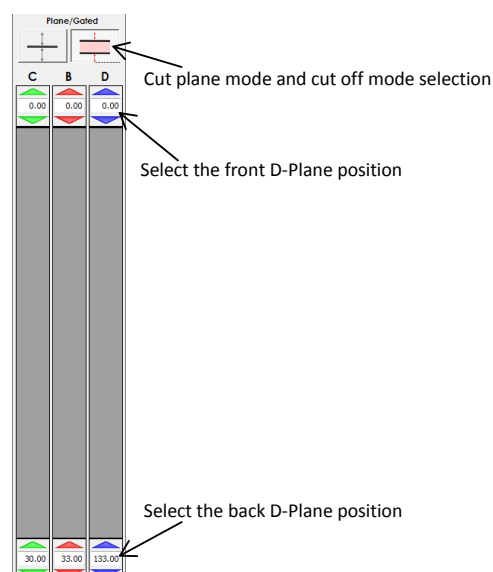 Plane/Gated
C B D
Cut plane mode and cut off mode selection
0.00 0.00 0.00
Select the front D-Plane position
Select the back D-Plane position
30.00 33.00 133.00